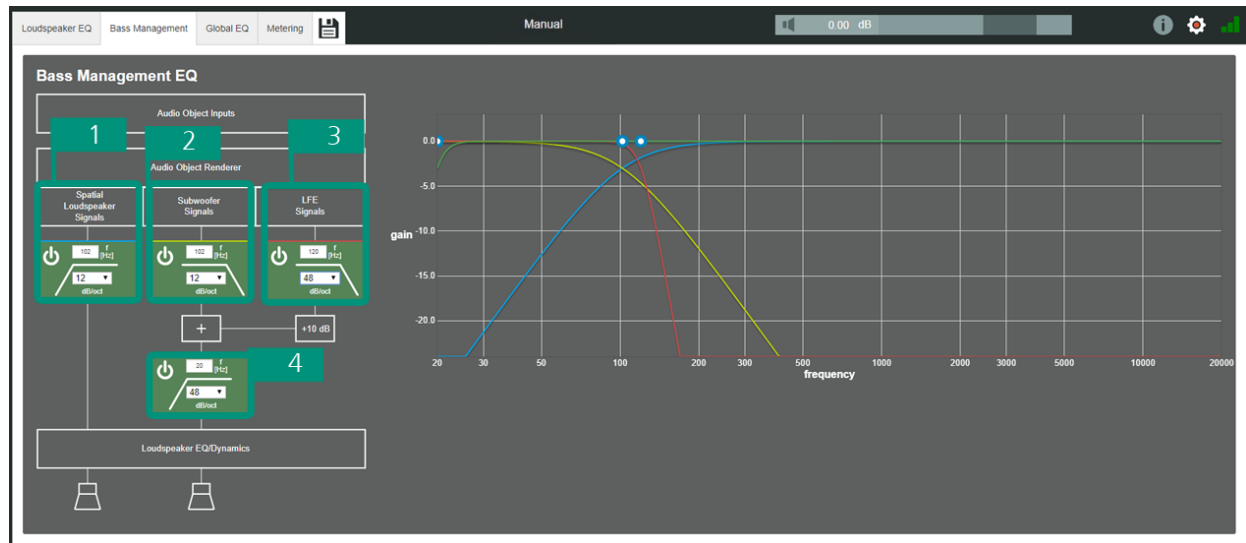 Loudspeaker EQ Bass Management Global EQ Metering Manual 0.00 dB
Bass Management EQ
Audio Object Inputs
1 2 3
Audio Object Renderer
Spatial
Loudspeaker
Signals
Subwoofer
Signals
LFE
Signals
102 f
[Hz]
12
dB/oct
102 f
[Hz]
12
dB/oct
120 f
[Hz]
48
dB/oct
+ +10 dB
20 f
[Hz]
48
dB/oct
4
Loudspeaker EQ/Dynamics
0.0
-5.0
gain -10.0
-15.0
-20.0
20 30 50 100 200 300 500 1000 2000 3000 5000 10000 20000
frequency